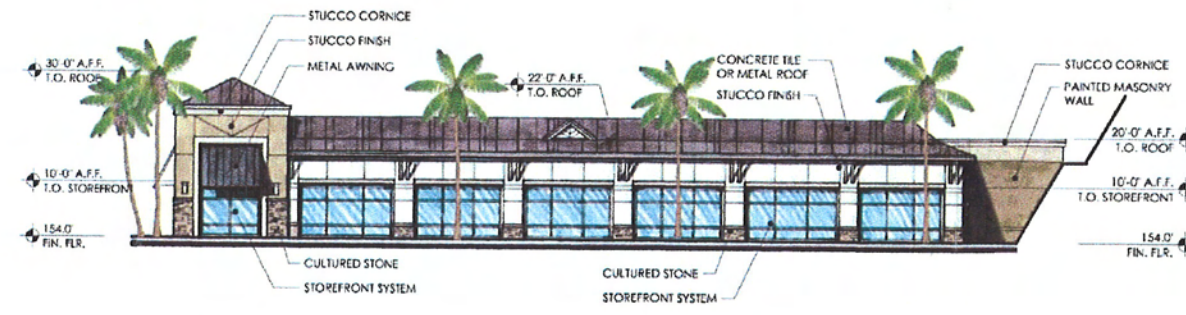 STUCCO CORNICE
STUCCO FINISH
METAL AWNING
30'-0" A.F.F.
T.O. ROOF
22' 0" A.F.F.
T.O. ROOF
CONCRETE TILE
OR METAL ROOF
STUCCO FINISH
STUCCO CORNICE
PAINTED MASONRY
WALL
20'-0" A.F.F.
T.O. ROOF
10'-0" A.F.F.
T.O. STOREFRONT
10'-0" A.F.F.
T.O. STOREFRONT
154.0'
FIN. FLR.
154.0'
FIN. FLR.
CULTURED STONE
STOREFRONT SYSTEM
CULTURED STONE
STOREFRONT SYSTEM